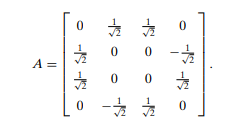 A = \begin{bmatrix} 0 & \frac{1}{\sqrt{2}} & \frac{1}{\sqrt{2}} & 0 \\ \frac{1}{\sqrt{2}} & 0 & 0 & -\frac{1}{\sqrt{2}} \\ \frac{1}{\sqrt{2}} & 0 & 0 & \frac{1}{\sqrt{2}} \\ 0 & -\frac{1}{\sqrt{2}} & \frac{1}{\sqrt{2}} & 0 \end{bmatrix}.